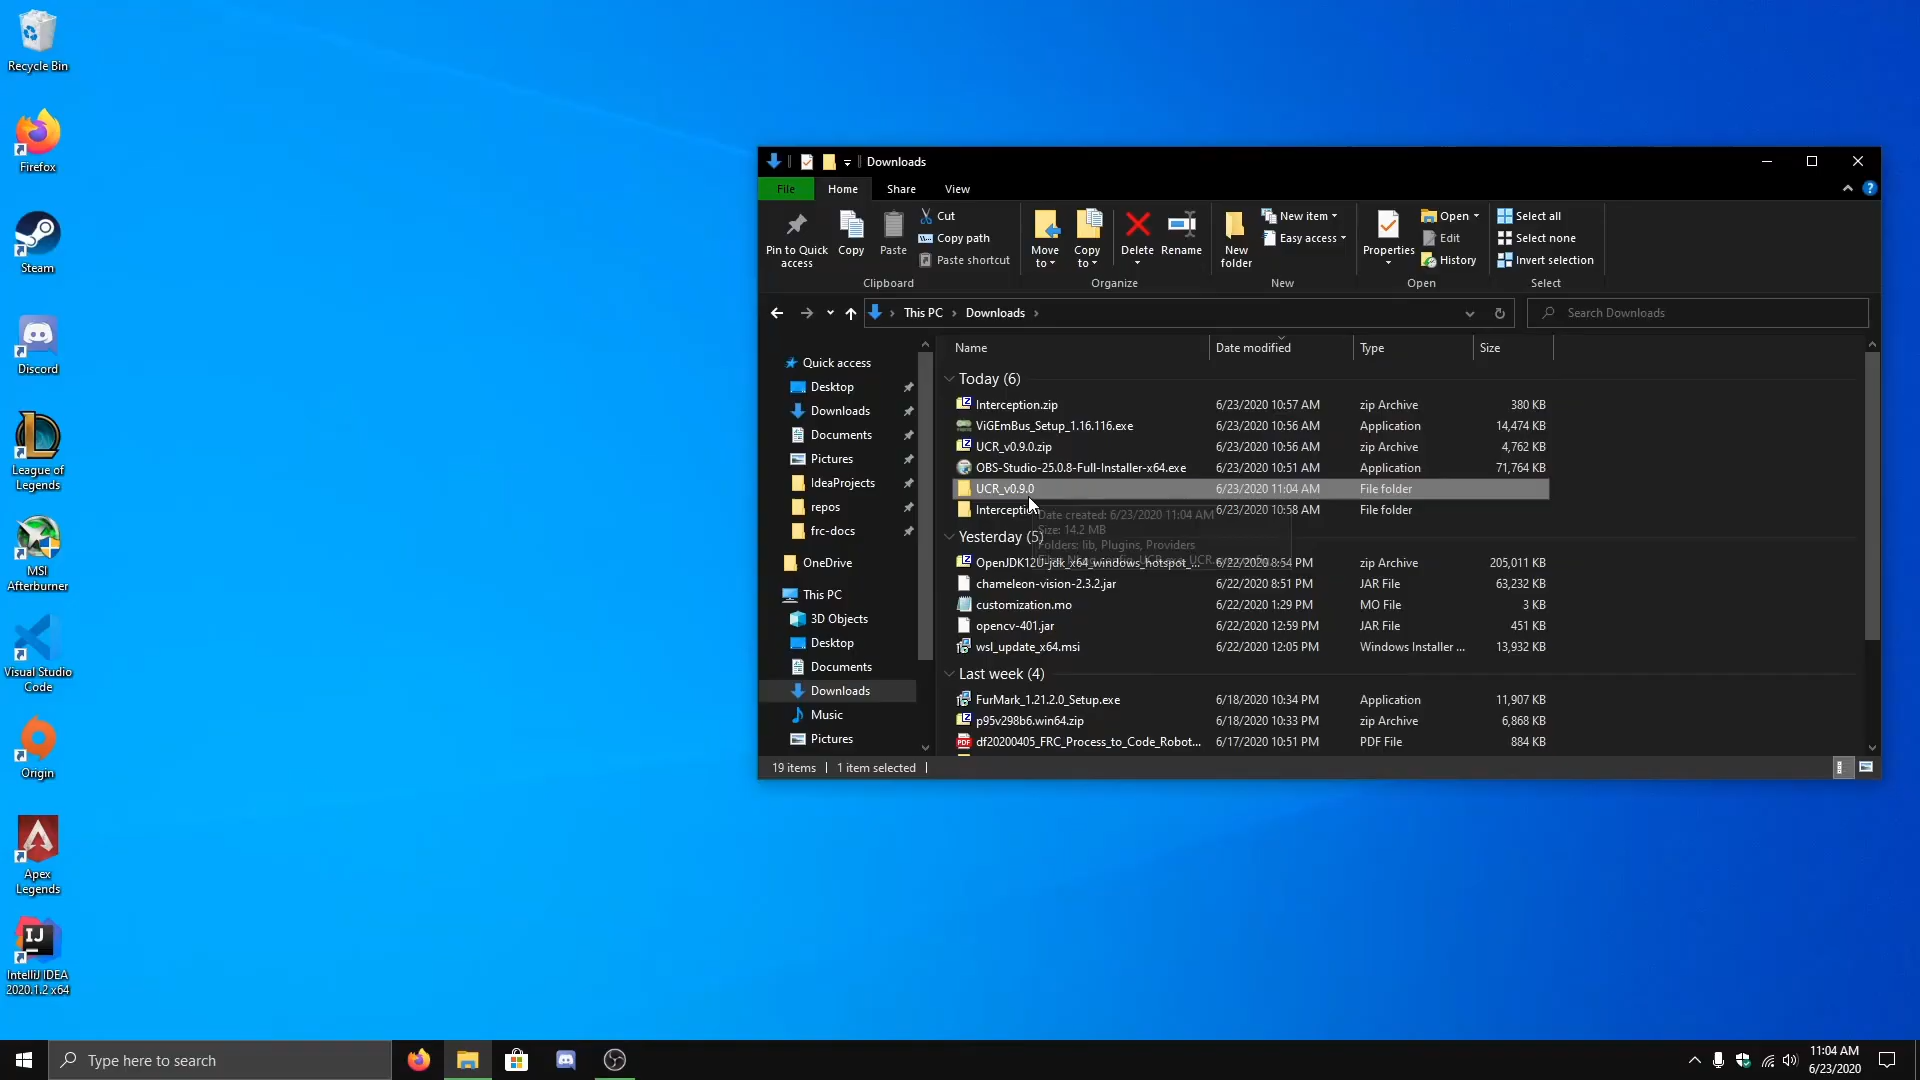 Recycle Bin
Firefox
Steam
Discord
League of
Legends
MSI
Afterburner
Visual Studio
Code
Origin
Apex
Legends
IntelliJ IDEA
2020.1.2 x64
Downloads
File
Home
Share
View
Pin to Quick
access
Copy
Paste
Cut
Copy path
Paste shortcut
Clipboard
Move
to
Copy
to
Delete
Rename
Organize
New
folder
New item
Easy access
New
Properties
Open
Edit
History
Open
Select all
Select none
Invert selection
Select
This PC
Downloads
Search Downloads
Quick access
Desktop
Downloads
Documents
Pictures
IdeaProjects
repos
frc-docs
OneDrive
This PC
3D Objects
Desktop
Documents
Downloads
Music
Pictures
Name Date modified Type Size
Today (6)
Interception.zip 6/23/2020 10:57 AM zip Archive 380 KB
ViGEmBus_Setup_1.16.116.exe 6/23/2020 10:56 AM Application 14,474 KB
UCR_v0.9.0.zip 6/23/2020 10:56 AM zip Archive 4,762 KB
OBS-Studio-25.0.8-Full-Installer-x64.exe 6/23/2020 10:51 AM Application 71,764 KB
UCR_v0.9.0 6/23/2020 11:04 AM File folder
6/23/2020 10:58 AM File folder
Date created: 6/23/2020 11:04 AM
Size: 14.2 MB
Folders: lib, Plugins, Providers
Yesterday (5)
OpenJDK12U-jdk_x64_windows_hotspot_... 6/22/2020 8:54 PM zip Archive 205,011 KB
chameleon-vision-2.3.2.jar 6/22/2020 8:51 PM JAR File 63,232 KB
customization.mo 6/22/2020 1:29 PM MO File 3 KB
opencv-401.jar 6/22/2020 12:59 PM JAR File 451 KB
wsl_update_x64.msi 6/22/2020 12:05 PM Windows Installer ... 13,932 KB
Last week (4)
FurMark_1.21.2.0_Setup.exe 6/18/2020 10:34 PM Application 11,907 KB
p95v298b6.win64.zip 6/18/2020 10:33 PM zip Archive 6,868 KB
df20200405_FRC_Process_to_Code_Robot... 6/17/2020 10:51 PM PDF File 884 KB
19 items
1 item selected
Type here to search
11:04 AM
6/23/2020